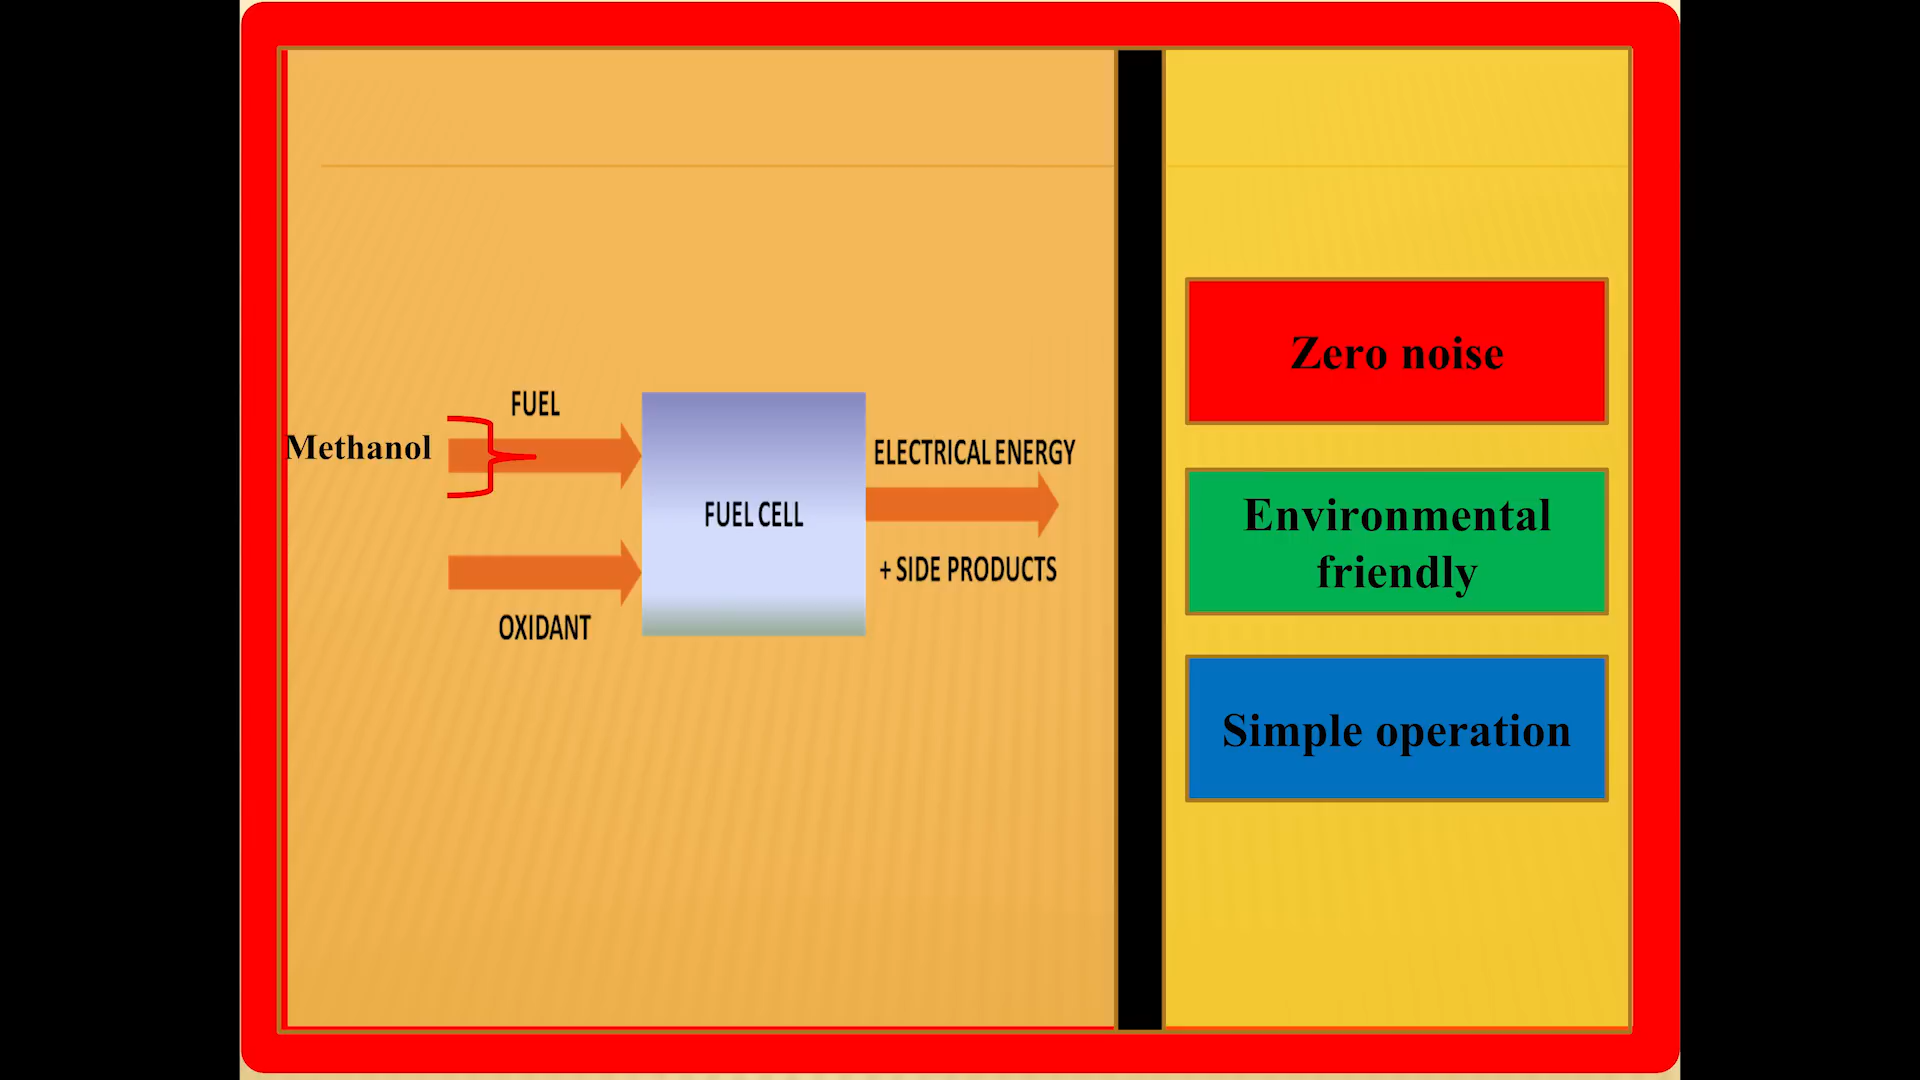 FUEL
Methanol
FUEL CELL
OXIDANT
ELECTRICAL ENERGY
+ SIDE PRODUCTS
Zero noise
Environmental
friendly
Simple operation